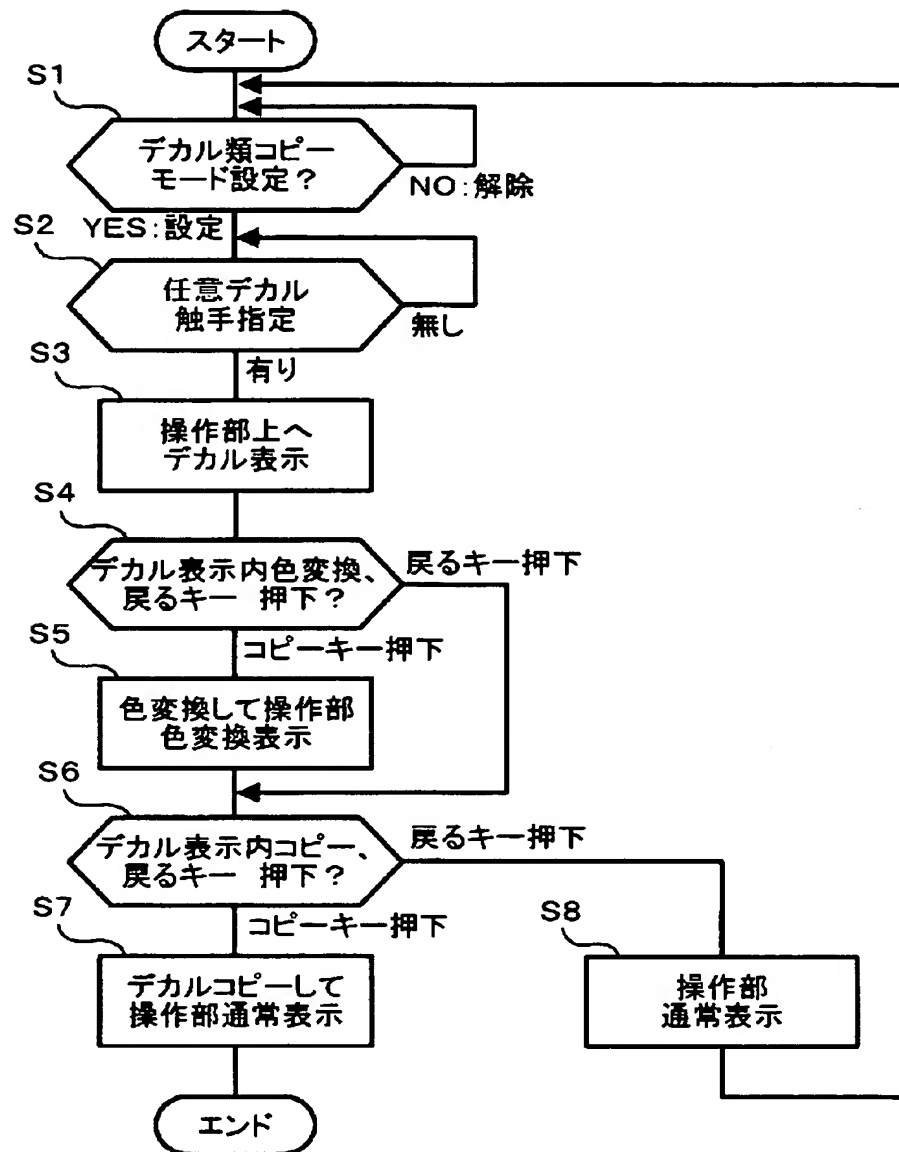 スタート
S1
デカル類コピー
モード設定?
NO:解除
S2
YES:設定
任意デカル
触手指定
無し
S3
有り
操作部上へ
デカル表示
S4
デカル表示内色変換、
戻るキー 押下?
戻るキー押下
S5
コピーキー押下
色変換して操作部
色変換表示
S6
デカル表示内コピー、
戻るキー 押下?
戻るキー押下
S7
コピーキー押下
S8
デカルコピーして
操作部通常表示
操作部
通常表示
エンド